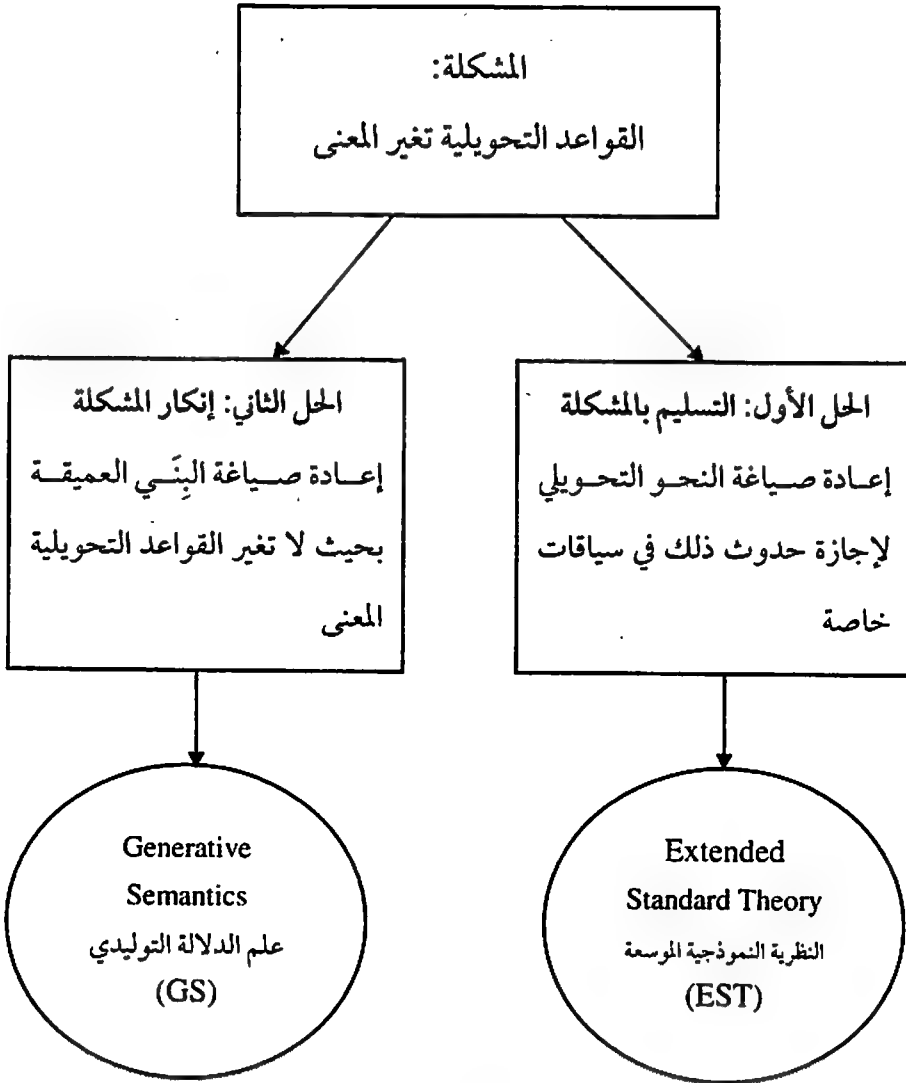 المشكلة:
القواعد التحويلية تغير المعنى
الحل الأول: التسليم بالمشكلة
إعادة صياغة النحو التحويلي
لإجازة حدوث ذلك في سياقات
خاصة
الحل الثاني: إنكار المشكلة
إعادة صياغة البِنَي العميقة
بحيث لا تغير القواعد التحويلية
المعنى
Extended
Standard Theory
النظرية النموذجية الموسعة
(EST)
Generative
Semantics
علم الدلالة التوليدي
(GS)